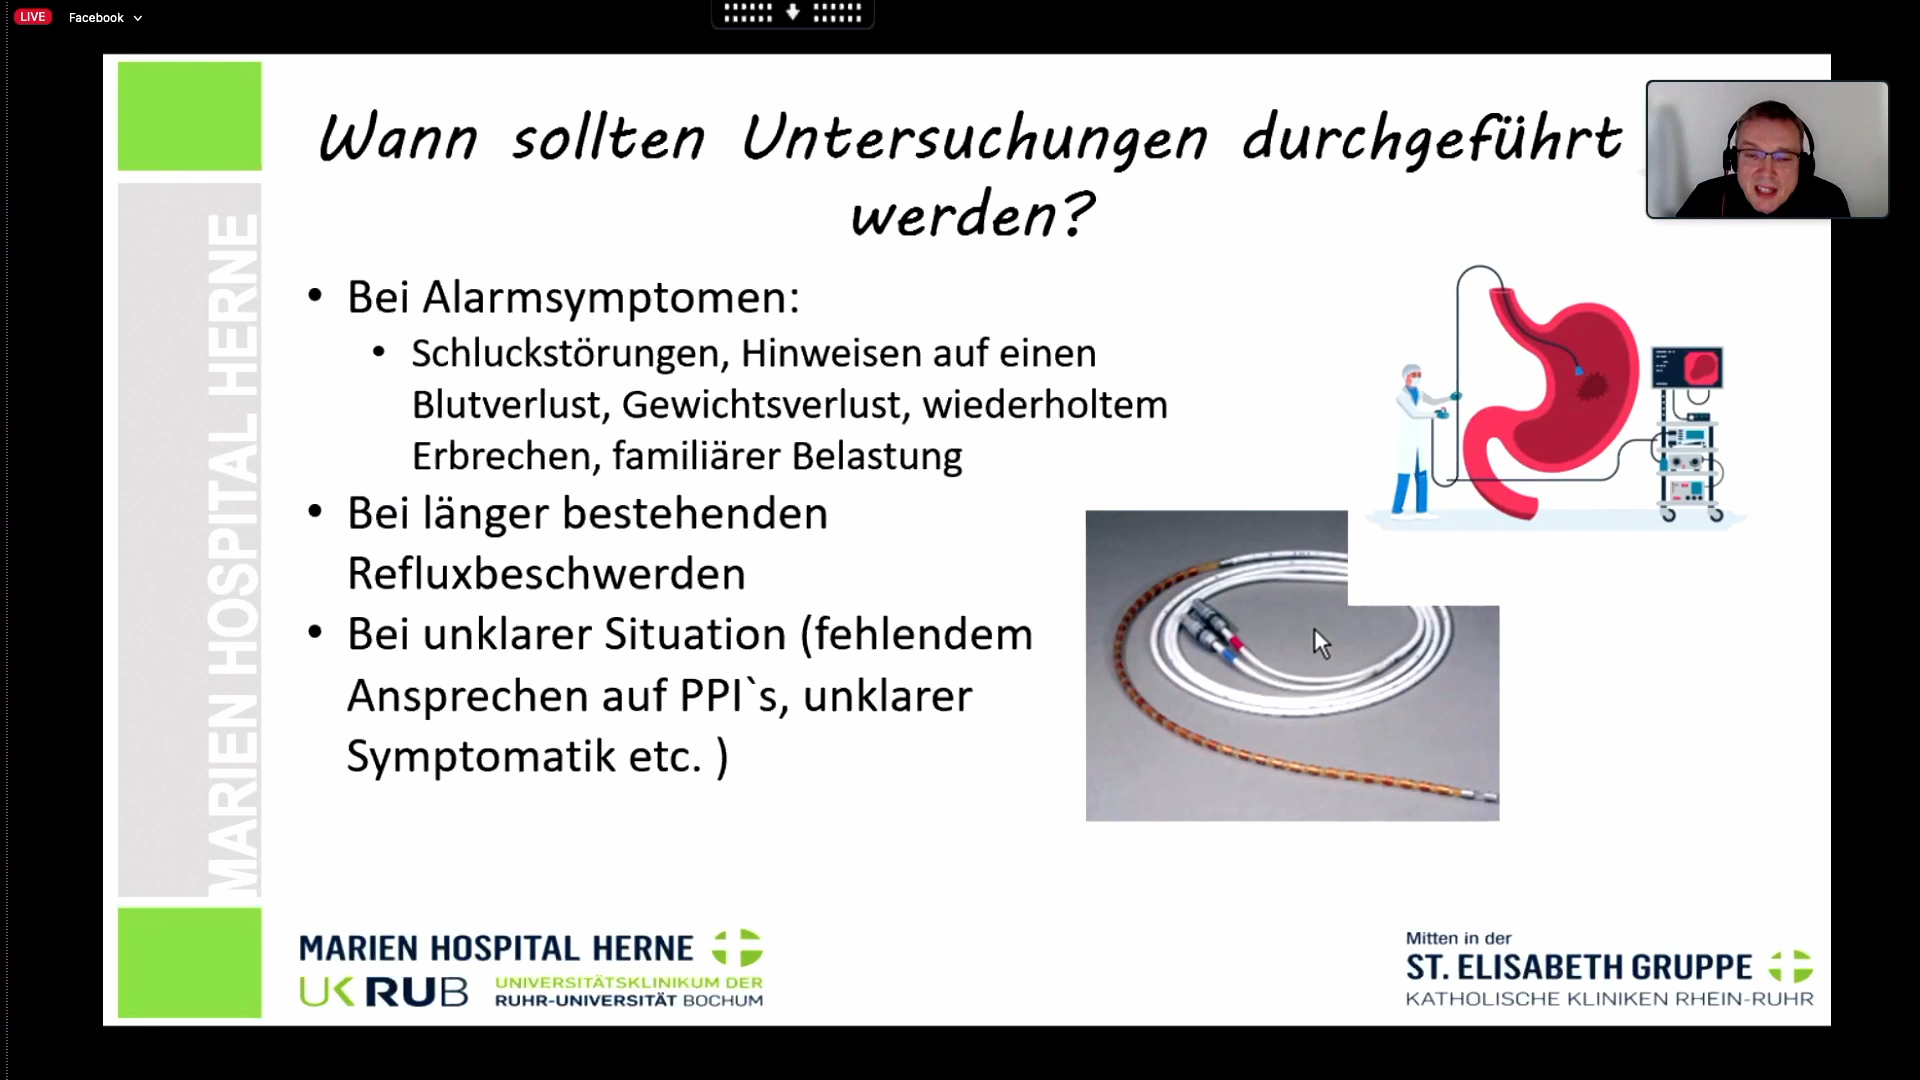 LIVE Facebook
Wann sollten Untersuchungen durchgeführt
werden?
• Bei Alarmsymptomen:
• Schluckstörungen, Hinweisen auf einen
Blutverlust, Gewichtsverlust, wiederholtem
Erbrechen, familiärer Belastung
• Bei länger bestehenden
Refluxbeschwerden
• Bei unklarer Situation (fehlendem
Ansprechen auf PPI`s, unklarer
Symptomatik etc. )
MARIEN HOSPITAL HERNE
MARIEN HOSPITAL HERNE
UK RUB
UNIVERSITÄTSKLINIKUM DER
RUHR-UNIVERSITÄT BOCHUM
Mitten in der
ST. ELISABETH GRUPPE
KATHOLISCHE KLINIKEN RHEIN-RUHR